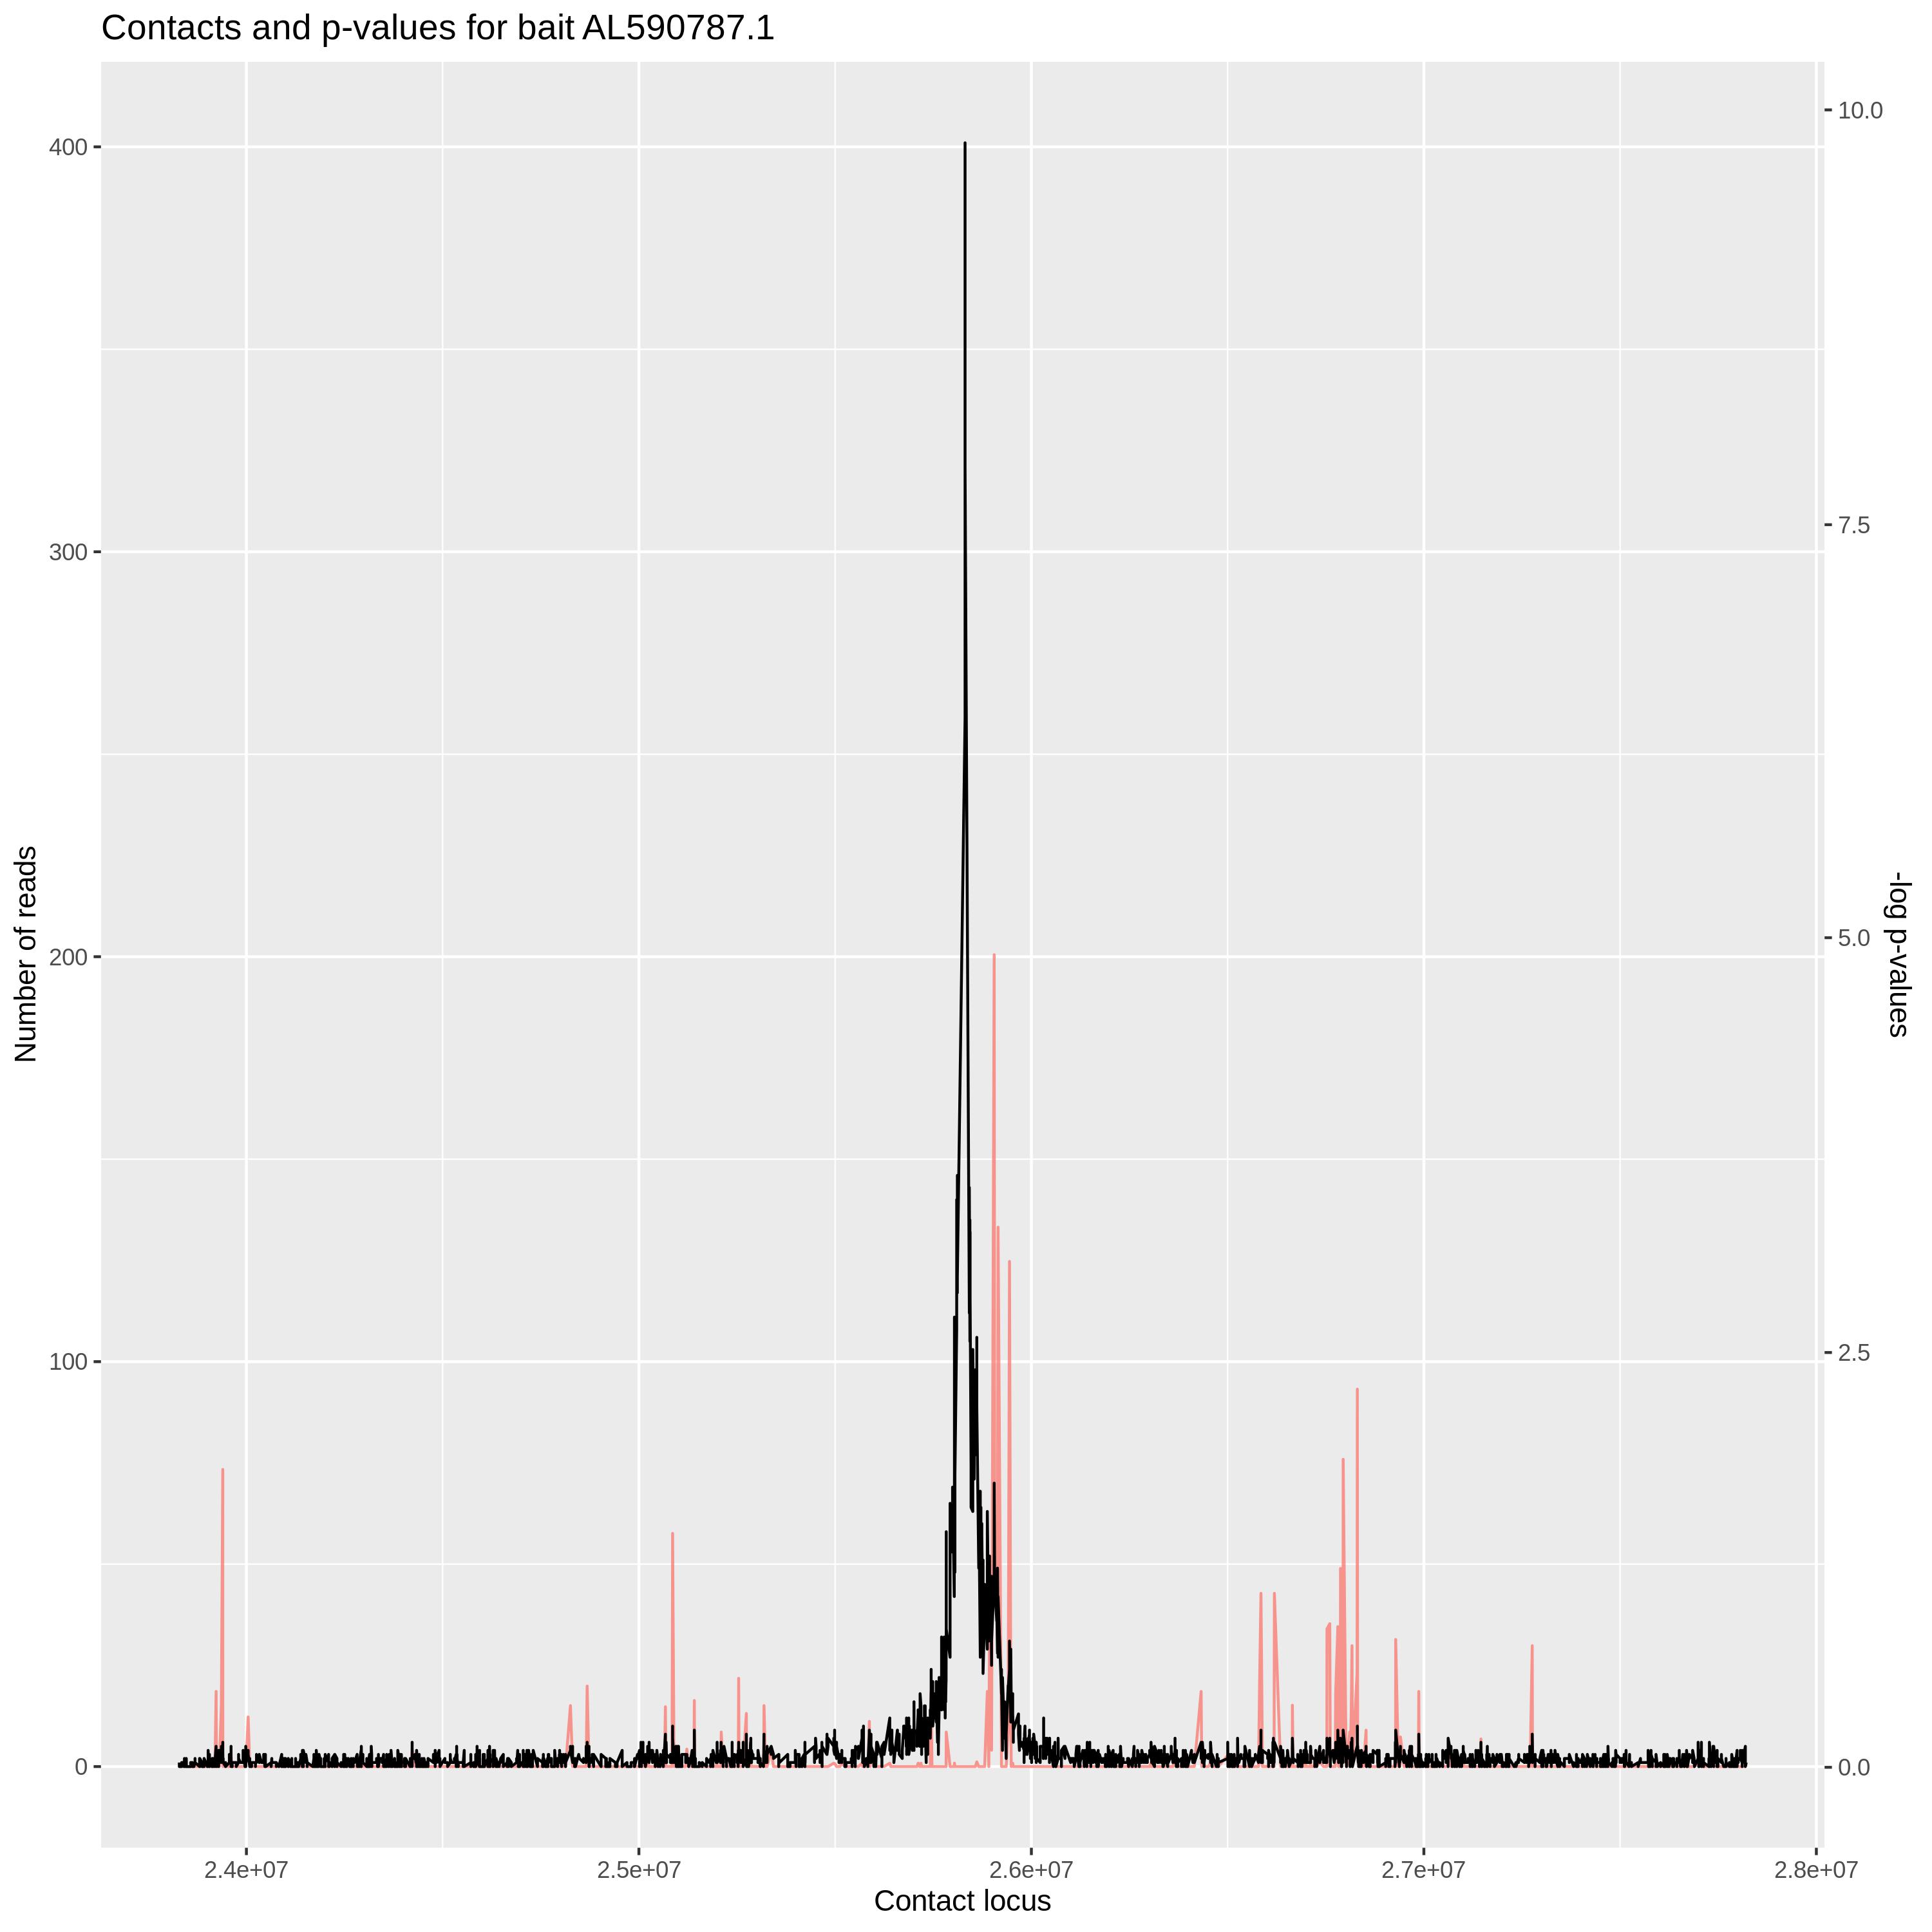 Contacts and p-values for bait AL590787.1
Number of reads
400
300
200
100
0
10.0
7.5
5.0
2.5
0.0
-log p-values
2.4e+07
2.5e+07
2.6e+07
2.7e+07
2.8e+07
Contact locus